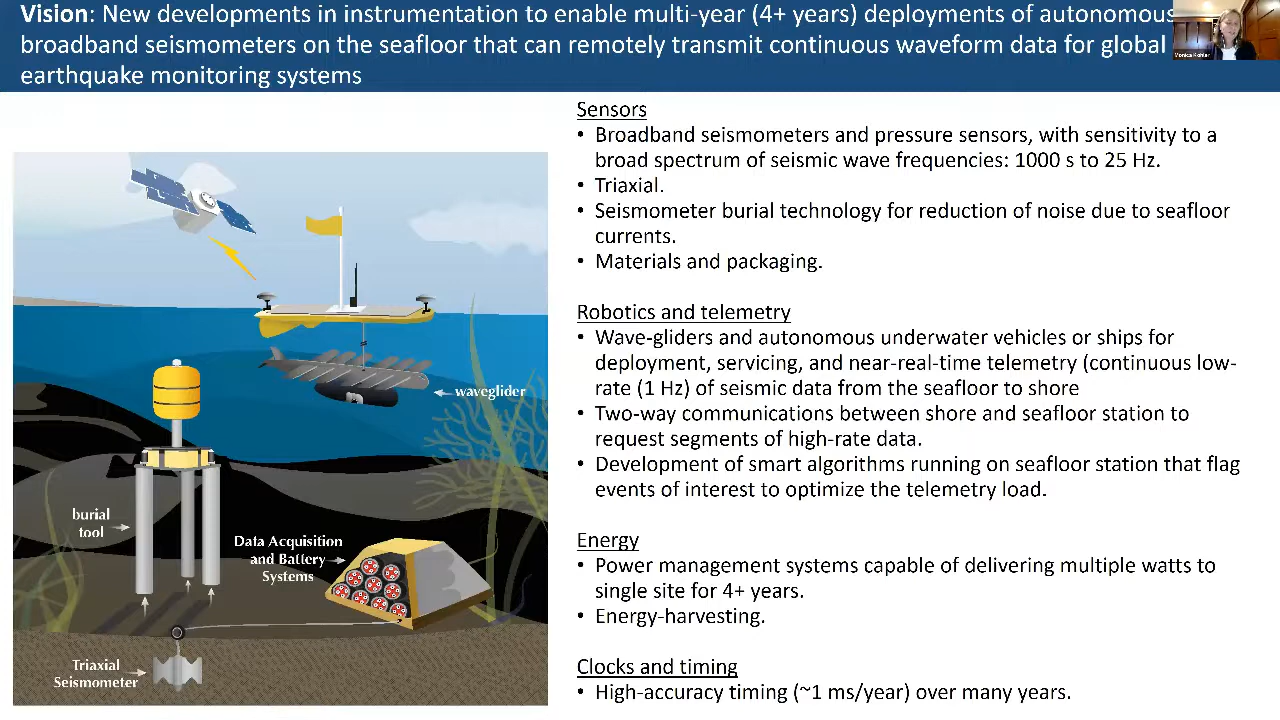 Vision: New developments in instrumentation to enable multi-year (4+ years) deployments of autonomous
broadband seismometers on the seafloor that can remotely transmit continuous waveform data for global
earthquake monitoring systems
Monica Kohler
Sensors
• Broadband seismometers and pressure sensors, with sensitivity to a
broad spectrum of seismic wave frequencies: 1000 s to 25 Hz.
• Triaxial.
• Seismometer burial technology for reduction of noise due to seafloor
currents.
• Materials and packaging.
Robotics and telemetry
• Wave-gliders and autonomous underwater vehicles or ships for
deployment, servicing, and near-real-time telemetry (continuous low-
rate (1 Hz) of seismic data from the seafloor to shore
• Two-way communications between shore and seafloor station to
request segments of high-rate data.
• Development of smart algorithms running on seafloor station that flag
events of interest to optimize the telemetry load.
Energy
• Power management systems capable of delivering multiple watts to
single site for 4+ years.
• Energy-harvesting.
Clocks and timing
• High-accuracy timing (~1 ms/year) over many years.
waveglider
burial
tool
Data Acquisition
and Battery
Systems
Triaxial
Seismometer